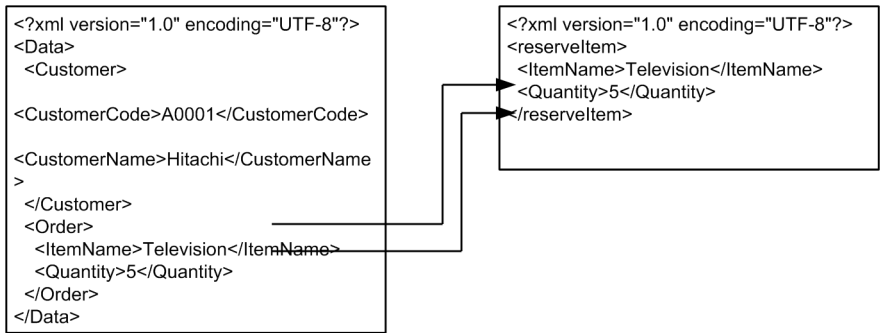 <?xml version="1.0" encoding="UTF-8"?>
<Data>
<Customer>
<CustomerCode>A0001</CustomerCode>
<CustomerName>Hitachi</CustomerName
>
</Customer>
<Order>
<ItemName>Television</ItemName>
<Quantity>5</Quantity>
</Order>
</Data>
<?xml version="1.0" encoding="UTF-8"?>
<reserveItem>
<ItemName>Television</ItemName>
<Quantity>5</Quantity>
</reserveItem>